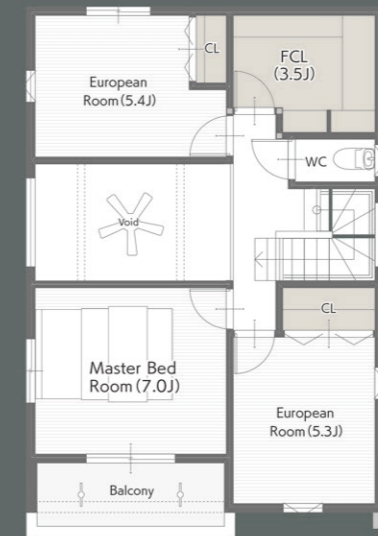 CL
FCL
(3.5J)
European
Room (5.4J)
WC
Void
CL
Master Bed
Room (7.0J)
European
Room (5.3J)
Balcony